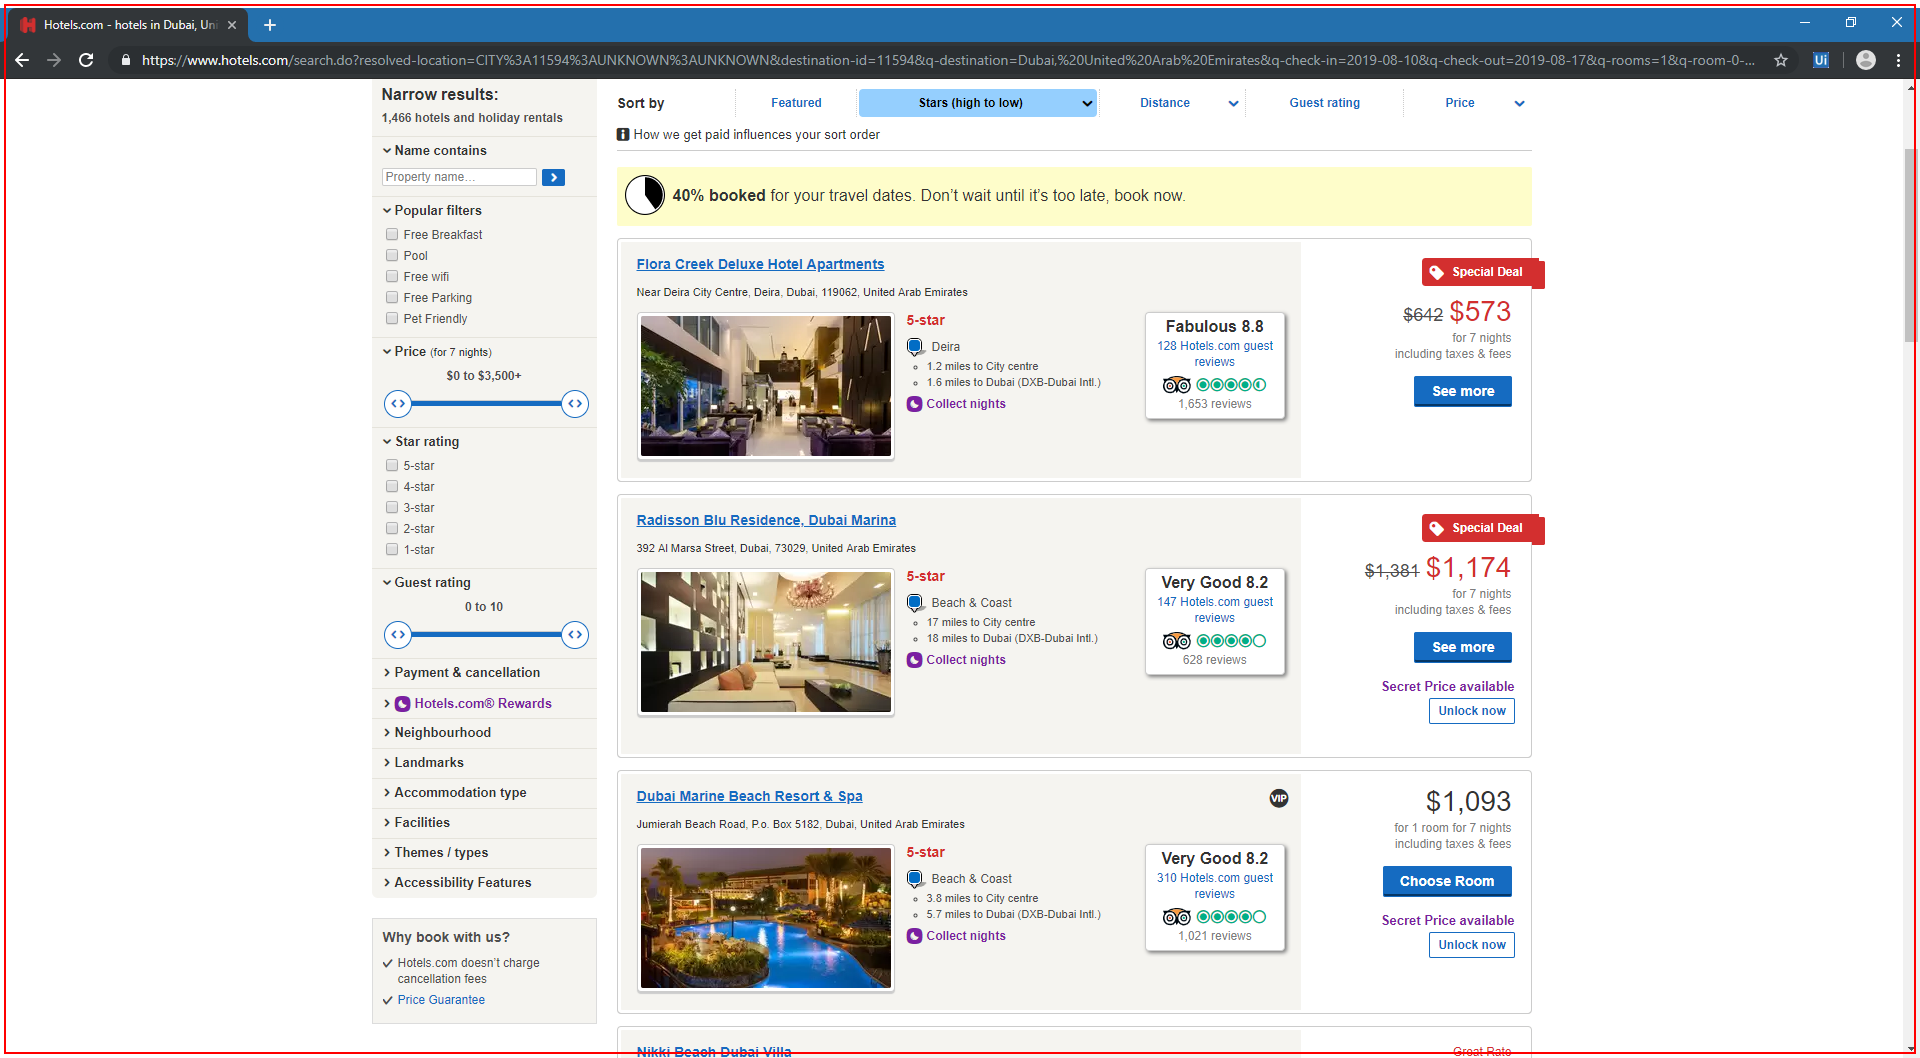 Hotels.com - hotels in Dubai, Uni
https://www.hotels.com/search.do?resolved-location=CITY%3A11594%3AUNKNOWN%3AUNKNOWN&destination-id=11594&q-destination=Dubai,%20United%20Arab%20Emirates&q-check-in=2019-08-10&q-check-out=2019-08-17&q-rooms=1&q-room-0-...
Ui
Narrow results:
1,466 hotels and holiday rentals
Name contains
Property name...
Popular filters
Free Breakfast
Pool
Free wifi
Free Parking
Pet Friendly
Price (for 7 nights)
$0 to $3,500+
Star rating
5-star
4-star
3-star
2-star
1-star
Guest rating
0 to 10
Payment & cancellation
Hotels.com® Rewards
Neighbourhood
Landmarks
Accommodation type
Facilities
Themes / types
Accessibility Features
Why book with us?
Hotels.com doesn't charge
cancellation fees
Price Guarantee
Sort by
Featured
Stars (high to low)
Distance
Guest rating
Price
How we get paid influences your sort order
40% booked for your travel dates. Don't wait until it's too late, book now.
Flora Creek Deluxe Hotel Apartments
Near Deira City Centre, Deira, Dubai, 119062, United Arab Emirates
5-star
Deira
1.2 miles to City centre
1.6 miles to Dubai (DXB-Dubai Intl.)
Collect nights
Fabulous 8.8
128 Hotels.com guest
reviews
1,653 reviews
Special Deal
$642 $573
for 7 nights
including taxes & fees
See more
Radisson Blu Residence, Dubai Marina
392 Al Marsa Street, Dubai, 73029, United Arab Emirates
5-star
Beach & Coast
17 miles to City centre
18 miles to Dubai (DXB-Dubai Intl.)
Collect nights
Very Good 8.2
147 Hotels.com guest
reviews
628 reviews
Special Deal
$1,381 $1,174
for 7 nights
including taxes & fees
See more
Secret Price available
Unlock now
Dubai Marine Beach Resort & Spa
Jumierah Beach Road, P.o. Box 5182, Dubai, United Arab Emirates
5-star
Beach & Coast
3.8 miles to City centre
5.7 miles to Dubai (DXB-Dubai Intl.)
Collect nights
VIP
Very Good 8.2
310 Hotels.com guest
reviews
1,021 reviews
$1,093
for 1 room for 7 nights
including taxes & fees
Choose Room
Secret Price available
Unlock now
Nikki Beach Dubai Villa
Great Rate